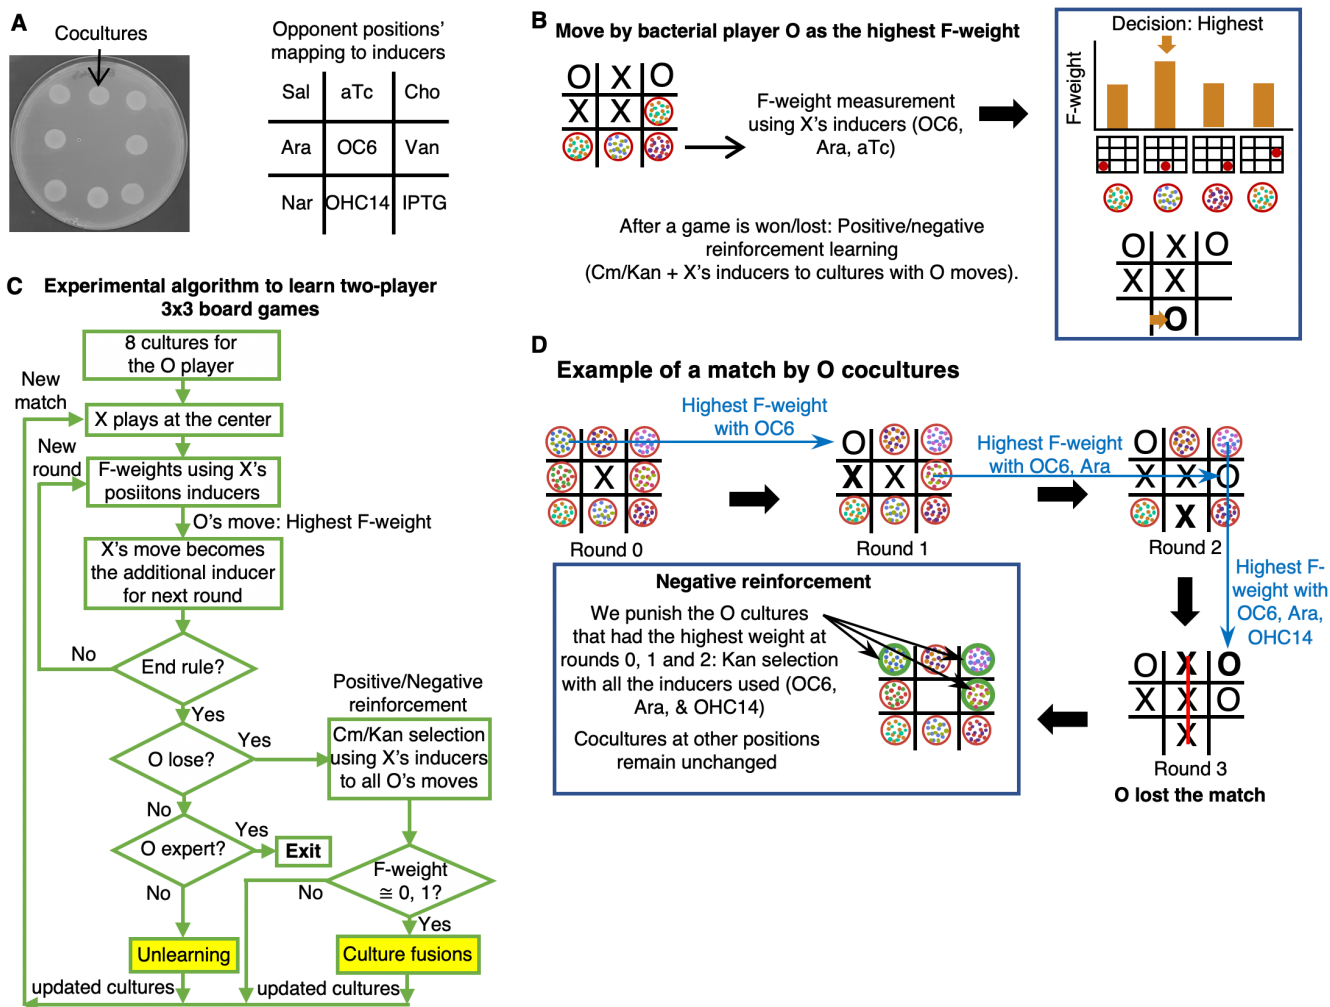 A
Cocultures
Opponent positions'
mapping to inducers
Sal aTc Cho
Ara OC6 Van
Nar OHC14 IPTG
B
Move by bacterial player O as the highest F-weight
O X O
X X
F-weight measurement
using X's inducers (OC6,
Ara, aTc)
After a game is won/lost: Positive/negative
reinforcement learning
(Cm/Kan + X's inducers to cultures with O moves).
Decision: Highest
F-weight
O X O
X X
O
C
Experimental algorithm to learn two-player
3x3 board games
8 cultures for
the O player
New
match
X plays at the center
New
round
F-weights using X's
posiitons inducers
O's move: Highest F-weight
X's move becomes
the additional inducer
for next round
No
End rule?
Yes
Positive/Negative
reinforcement
O lose?
Yes
Cm/Kan selection
using X's inducers
to all O's moves
No
O expert?
Yes
Exit
No
F-weight
≅ 0, 1?
No
Yes
Unlearning
Culture fusions
updated cultures
updated cultures
D
Example of a match by O cocultures
Highest F-weight
with OC6
X
Round 0
O
X X
Round 1
Highest F-weight
with OC6, Ara
O
X X O
X
Round 2
Highest F-
weight with
OC6, Ara,
OHC14
O X O
X X O
X
Round 3
O lost the match
Negative reinforcement
We punish the O cultures
that had the highest weight at
rounds 0, 1 and 2: Kan selection
with all the inducers used (OC6,
Ara, & OHC14)
Cocultures at other positions
remain unchanged